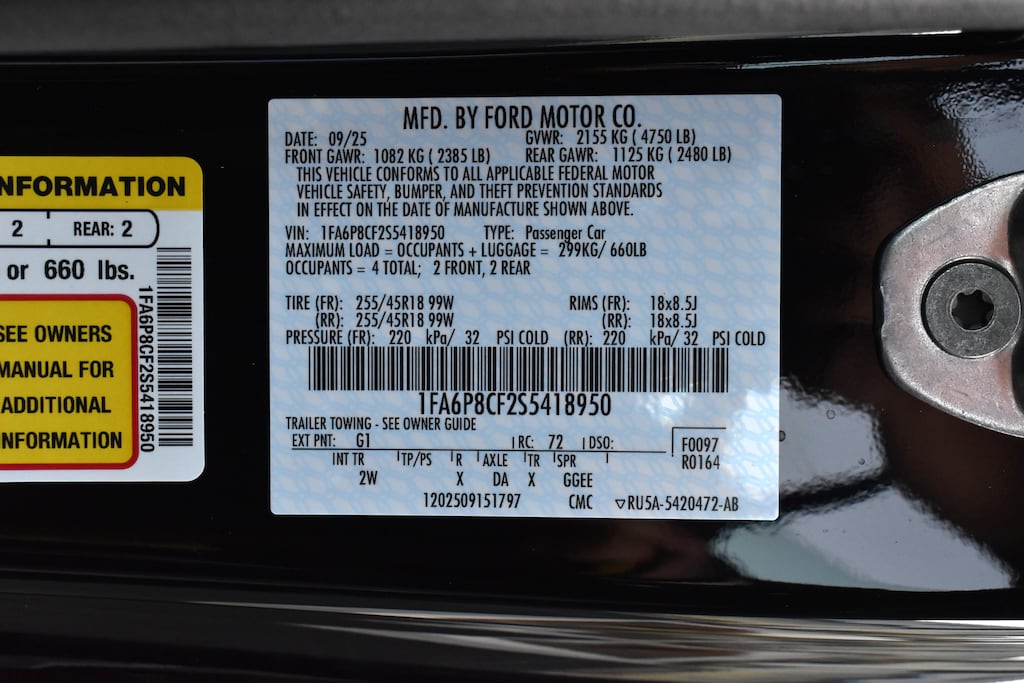 NFORMATION
2 REAR: 2
or 660 lbs.
SEE OWNERS
MANUAL FOR
ADDITIONAL
NFORMATION
1FA6P8CF2S5418950
MFD. BY FORD MOTOR CO.
DATE: 09/25 GVWR: 2155 KG ( 4750 LB)
FRONT GAWR: 1082 KG ( 2385 LB) REAR GAWR: 1125 KG ( 2480 LB)
THIS VEHICLE CONFORMS TO ALL APPLICABLE FEDERAL MOTOR
VEHICLE SAFETY, BUMPER, AND THEFT PREVENTION STANDARDS
IN EFFECT ON THE DATE OF MANUFACTURE SHOWN ABOVE.
VIN: 1FA6P8CF2S5418950 TYPE: Passenger Car
MAXIMUM LOAD = OCCUPANTS + LUGGAGE = 299KG/ 660LB
OCCUPANTS = 4 TOTAL; 2 FRONT, 2 REAR
TIRE (FR): 255/45R18 99W RIMS (FR): 18x8.5J
(RR): 255/45R18 99W (RR): 18x8.5J
PRESSURE (FR): 220 kPa/ 32 PSI COLD (RR): 220 kPa/ 32 PSI COLD
1FA6P8CF2S5418950
TRAILER TOWING - SEE OWNER GUIDE
EXT PNT: G1 RC: 72 DSO: F0097
R0164
INT TR TP/PS R AXLE TR SPR
2W X DA X GGEE
1202509151797 CMC ▽RU5A-5420472-AB